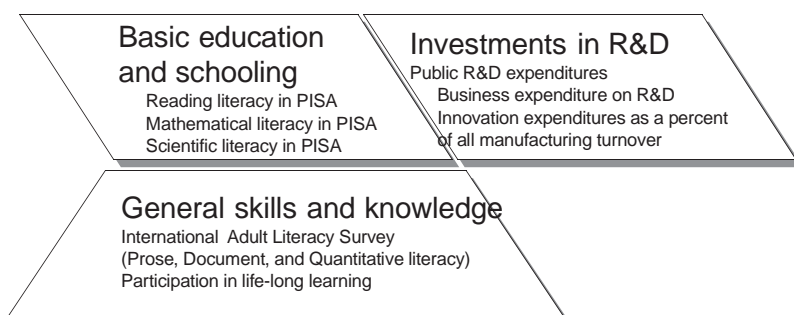 Basic education
and schooling
Reading literacy in PISA
Mathematical literacy in PISA
Scientific literacy in PISA
Investments in R&D
Public R&D expenditures
Business expenditure on R&D
Innovation expenditures as a percent
of all manufacturing turnover
General skills and knowledge
International Adult Literacy Survey
(Prose, Document, and Quantitative literacy)
Participation in life-long learning